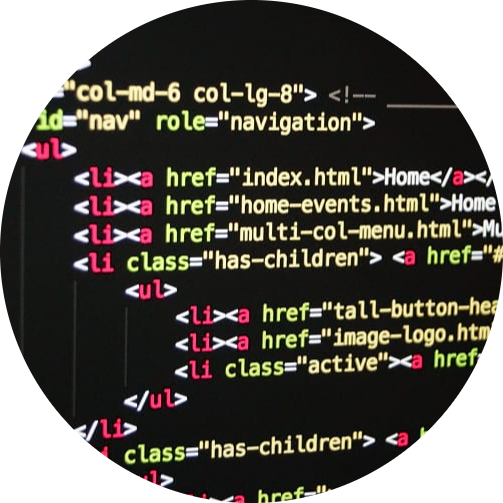 ="col-md-6 col-lg-8"> <!--
id="nav" role="navigation">
<ul>
<li><a href="index.html">Home</a></
<li><a href="home-events.html">Home
<li><a href="multi-col-menu.html">Mu
<li class="has-children"> <a href="#
<ul>
<li><a href="tall-button-hea
<li><a href="image-logo.htm
<li class="active"><a href
</ul>
</li>
class="has-children"> <a
ul>
<li><a href=